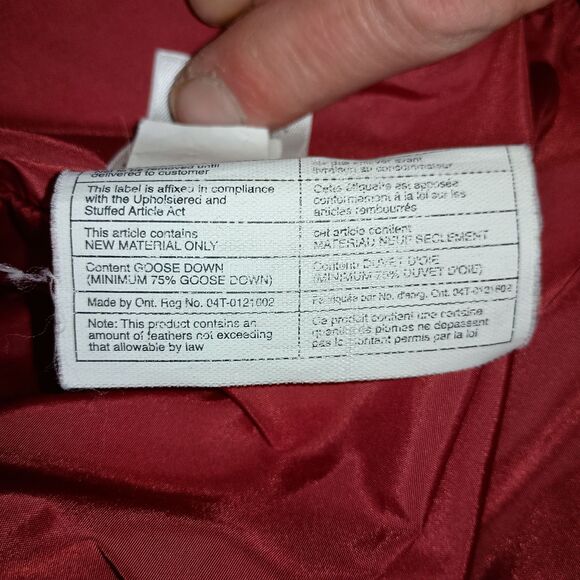 delivered to customer
This label is affixed in compliance
with the Upholstered and
Stuffed Article Act
This article contains
NEW MATERIAL ONLY
Content GOOSE DOWN
(MINIMUM 75% GOOSE DOWN)
Made by Ont. Reg No. 04T-0121602
Note: This product contains an
amount of feathers not exceeding
that allowable by law
livraison au consommateur
Cette étiquette est apposée
conformément à la loi sur les
articles rembourrés
cet article contient
MATERIAU NEUF SEULEMENT
Contenu DUVET D'OIE
(MINIMUM 75% DUVET D'OIE)
Fabriqué par No. d'enrg. Ont. 04T-0121602
Ce produit contient une certaine
quantité de plumes ne dépassant
pas le montant permis par la loi